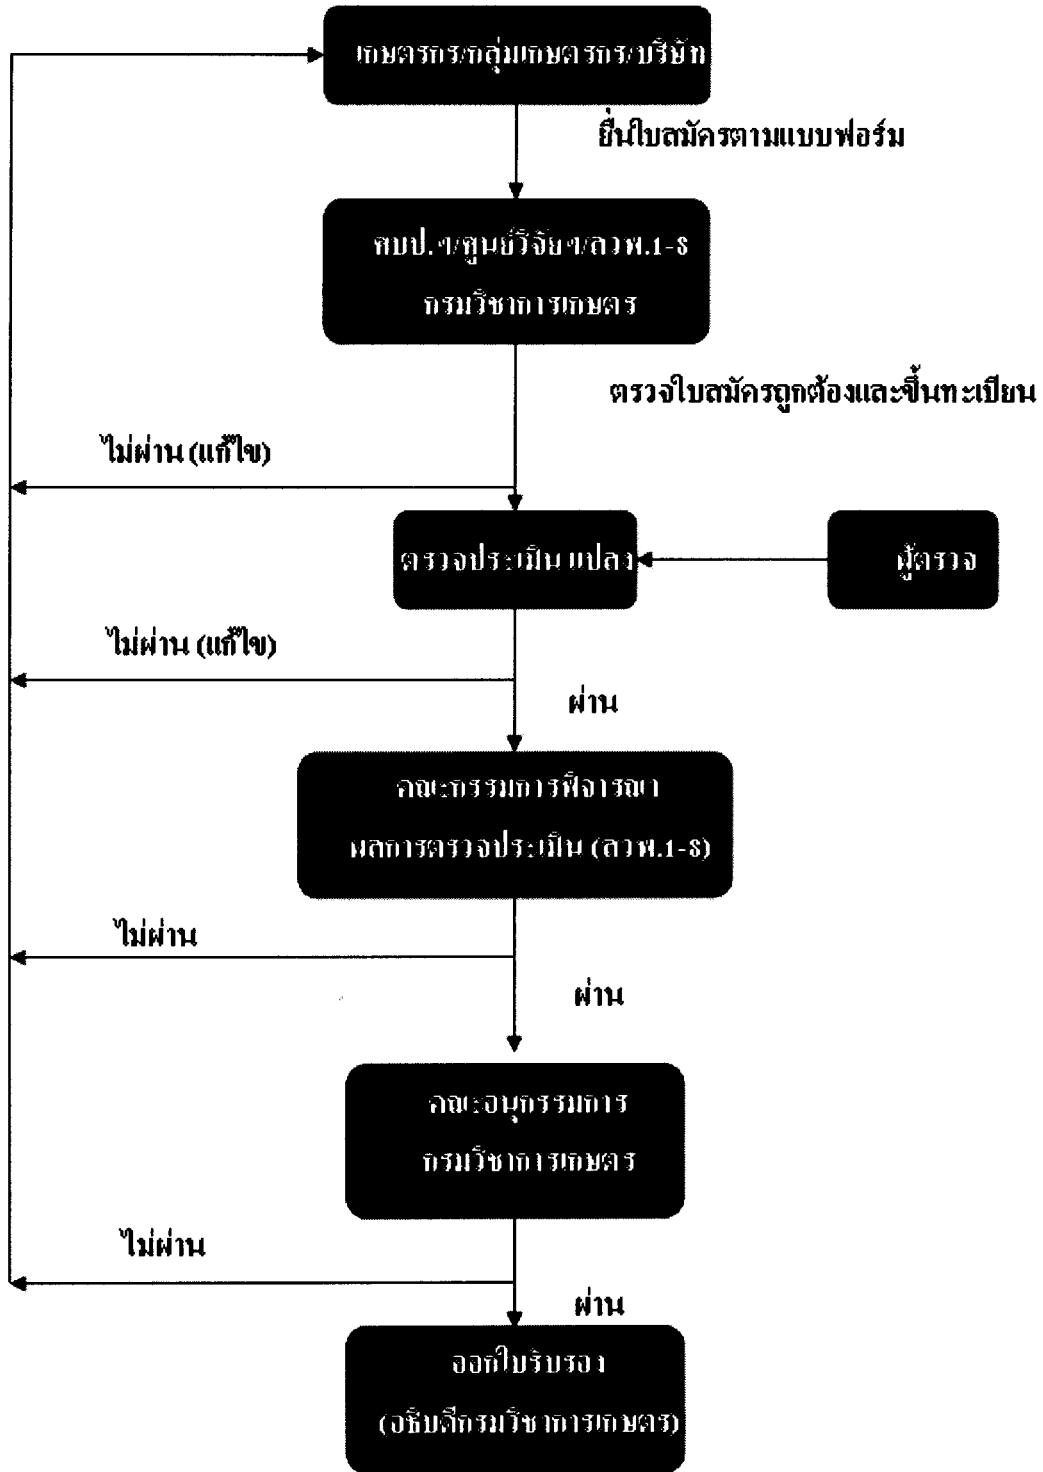 เกษตรกร/กลุ่มเกษตรกร/บริษัท
ยื่นใบสมัครตามแบบฟอร์ม
ศบป.ฯ/ศูนย์วิจัยฯ/สวพ.1-8
กรมวิชาการเกษตร
ตรวจใบสมัครถูกต้องและขึ้นทะเบียน
ไม่ผ่าน (แก้ไข)
ตรวจประเมิน แปลง
ผู้ตรวจ
ไม่ผ่าน (แก้ไข)
ผ่าน
คณะกรรมการพิจารณา
ผลการตรวจประเมิน (สวพ.1-8)
ไม่ผ่าน
ผ่าน
คณะอนุกรรมการ
กรมวิชาการเกษตร
ไม่ผ่าน
ผ่าน
ออกใบรับรอง
(อธิบดีกรมวิชาการเกษตร)